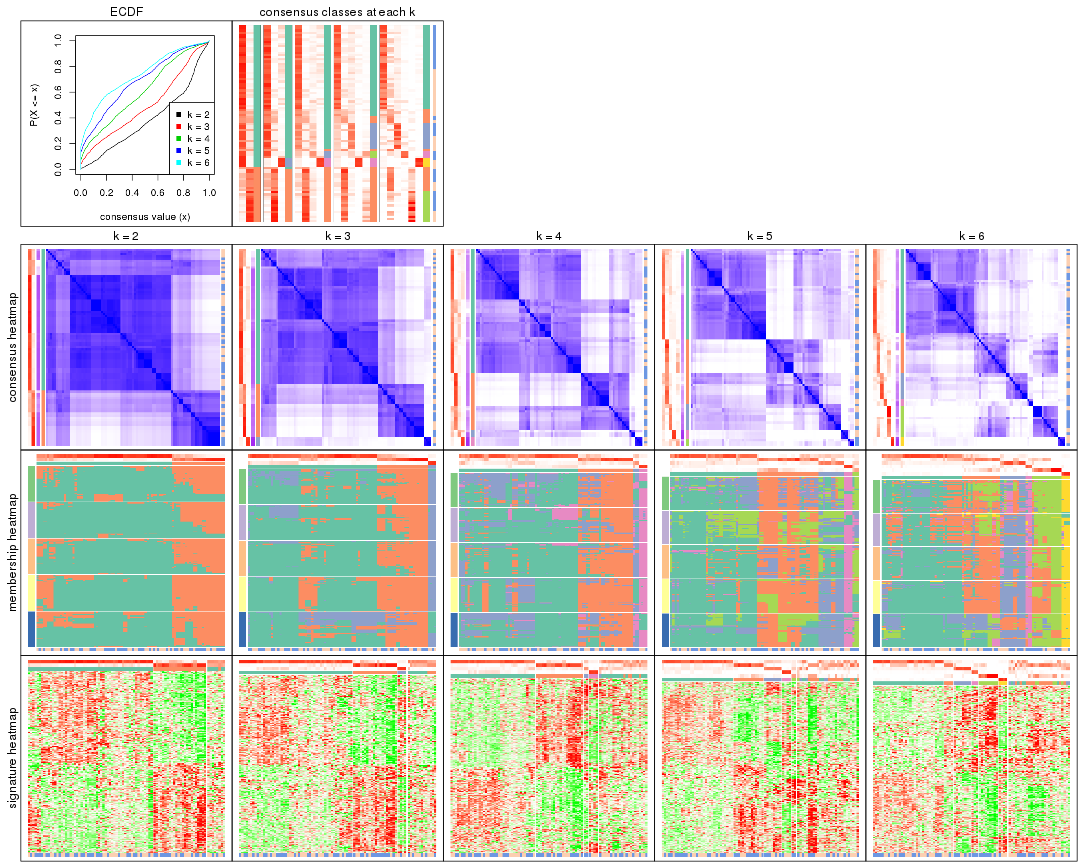 ECDF
consensus classes at each k
P(X <= x)
0.0 0.2 0.4 0.6 0.8 1.0
k = 2
k = 3
k = 4
k = 5
k = 6
0.0 0.2 0.4 0.6 0.8 1.0
consensus value (x)
k = 2 k = 3 k = 4 k = 5 k = 6
consensus heatmap
membership heatmap
signature heatmap